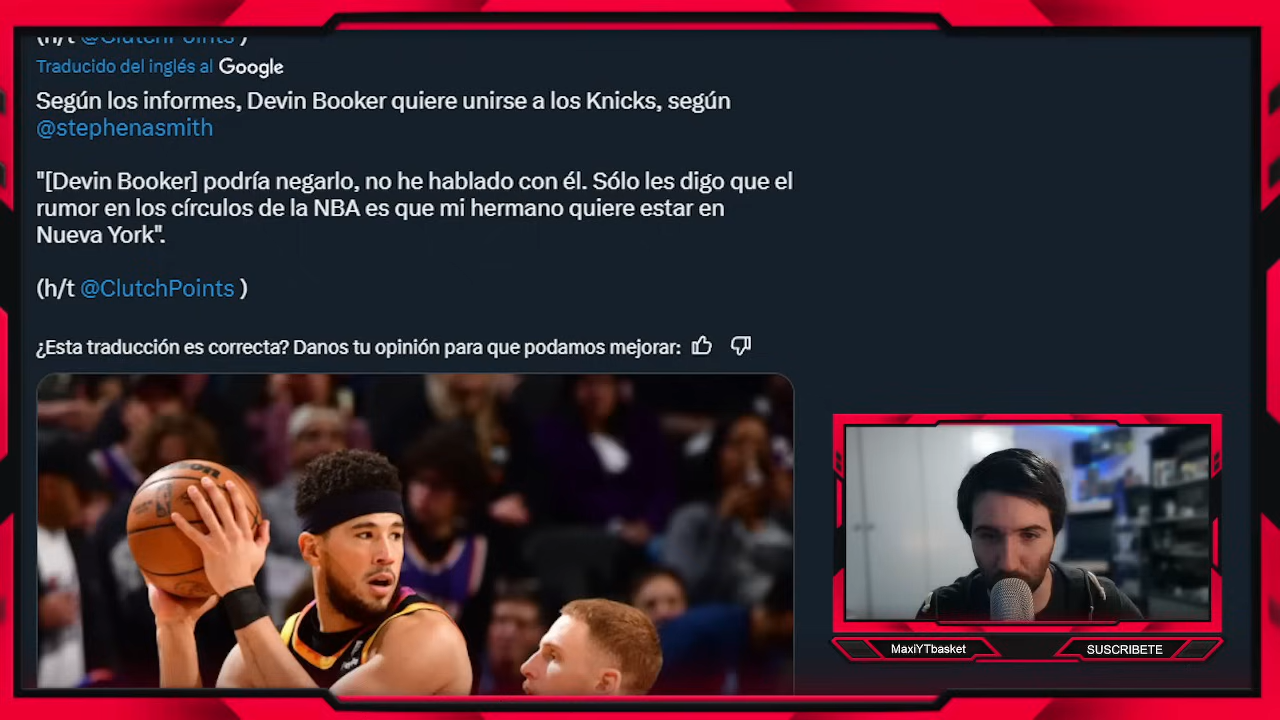 (h/t @ClutchPoints )
Traducido del inglés al Google
Según los informes, Devin Booker quiere unirse a los Knicks, según
@stephenasmith
"[Devin Booker] podría negarlo, no he hablado con él. Sólo les digo que el
rumor en los círculos de la NBA es que mi hermano quiere estar en
Nueva York".
(h/t @ClutchPoints )
¿Esta traducción es correcta? Danos tu opinión para que podamos mejorar:
MaxiYTbasket
SUSCRIBETE